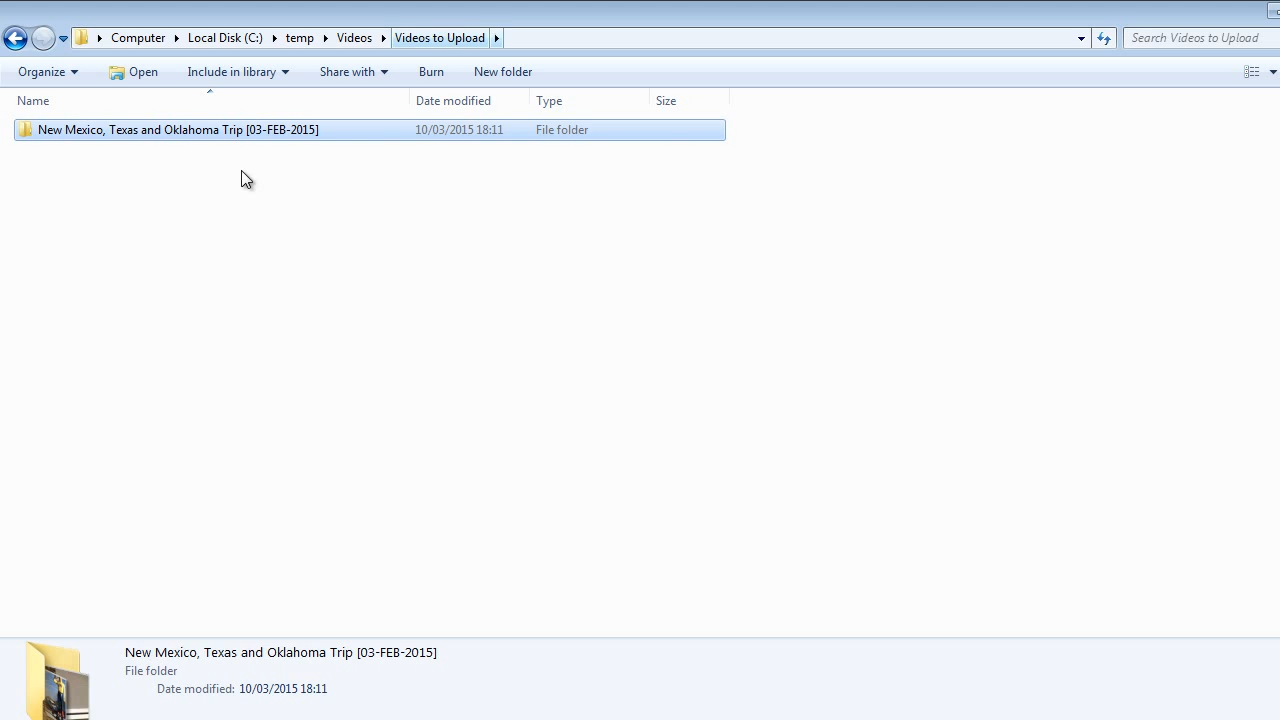 Computer Local Disk (C:) temp Videos Videos to Upload Search Videos to Upload
Organize Open Include in library Share with Burn New folder
Name Date modified Type Size
New Mexico, Texas and Oklahoma Trip [03-FEB-2015] 10/03/2015 18:11 File folder
New Mexico, Texas and Oklahoma Trip [03-FEB-2015]
File folder
Date modified: 10/03/2015 18:11